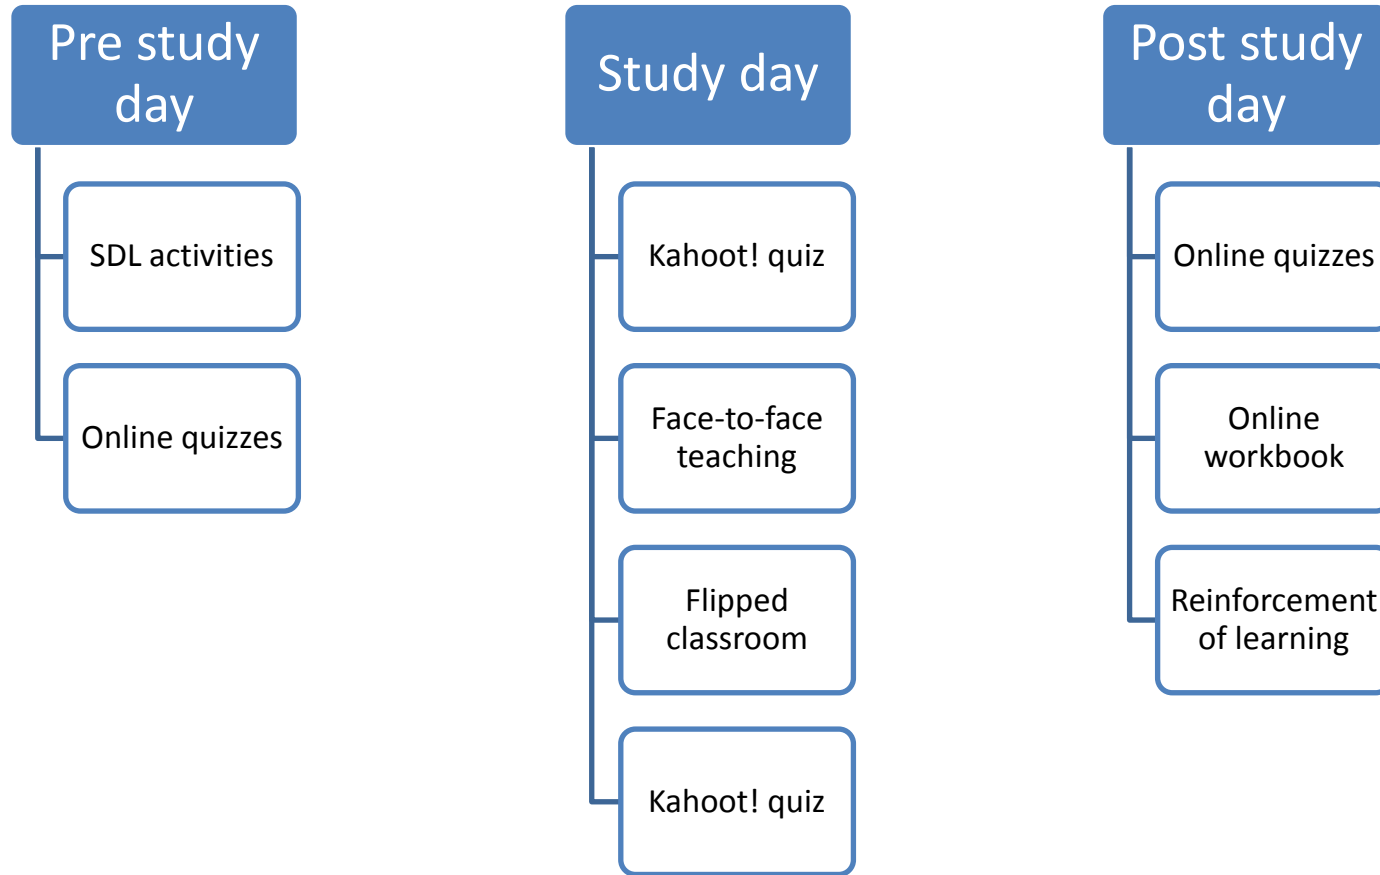 Pre study
day
SDL activities
Online quizzes
Study day
Kahoot! quiz
Face-to-face
teaching
Flipped
classroom
Kahoot! quiz
Post study
day
Online quizzes
Online
workbook
Reinforcement
of learning